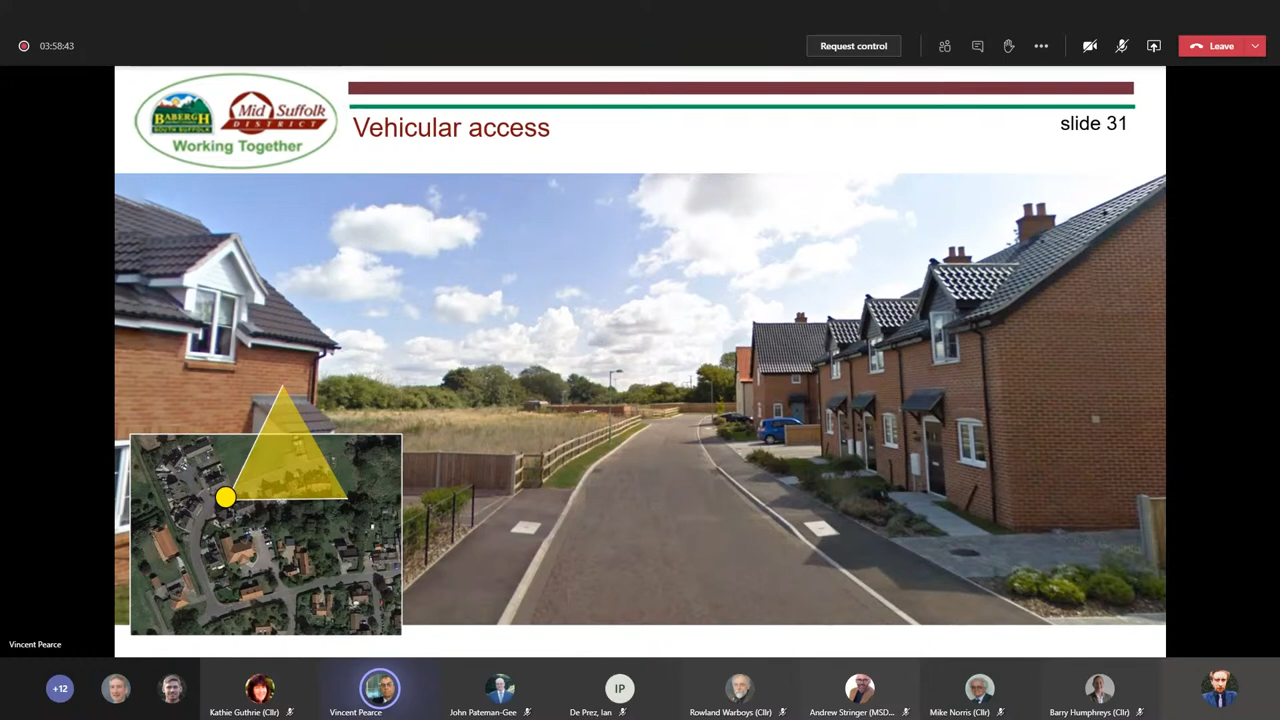 03:58:43
Request control
Leave
BABERGH
SOUTH SUFFOLK
Mid Suffolk
DISTRICT
Working Together
Vehicular access
slide 31
Vincent Pearce
+12
Kathie Guthrie (Cllr)
Vincent Pearce
John Pateman-Gee
IP
De Prez, Ian
Rowland Warboys (Cllr)
Andrew Stringer (MSD...
Mike Norris (Cllr)
Barry Humphreys (Cllr)